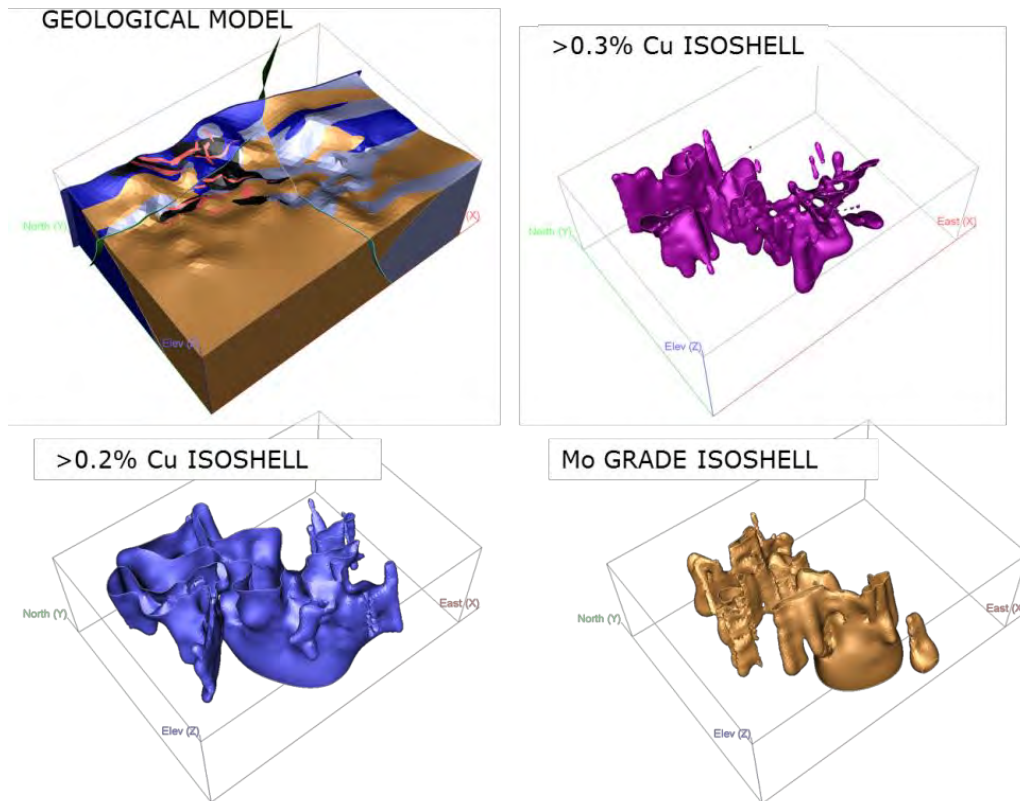 GEOLOGICAL MODEL
North (Y)
(X)
Elev (Z)
>0.3% Cu ISOSHELL
North (Y)
East (X)
Elev (Z)
>0.2% Cu ISOSHELL
North (Y)
East (X)
Elev (Z)
Mo GRADE ISOSHELL
North (Y)
East (X)
Elev (Z)